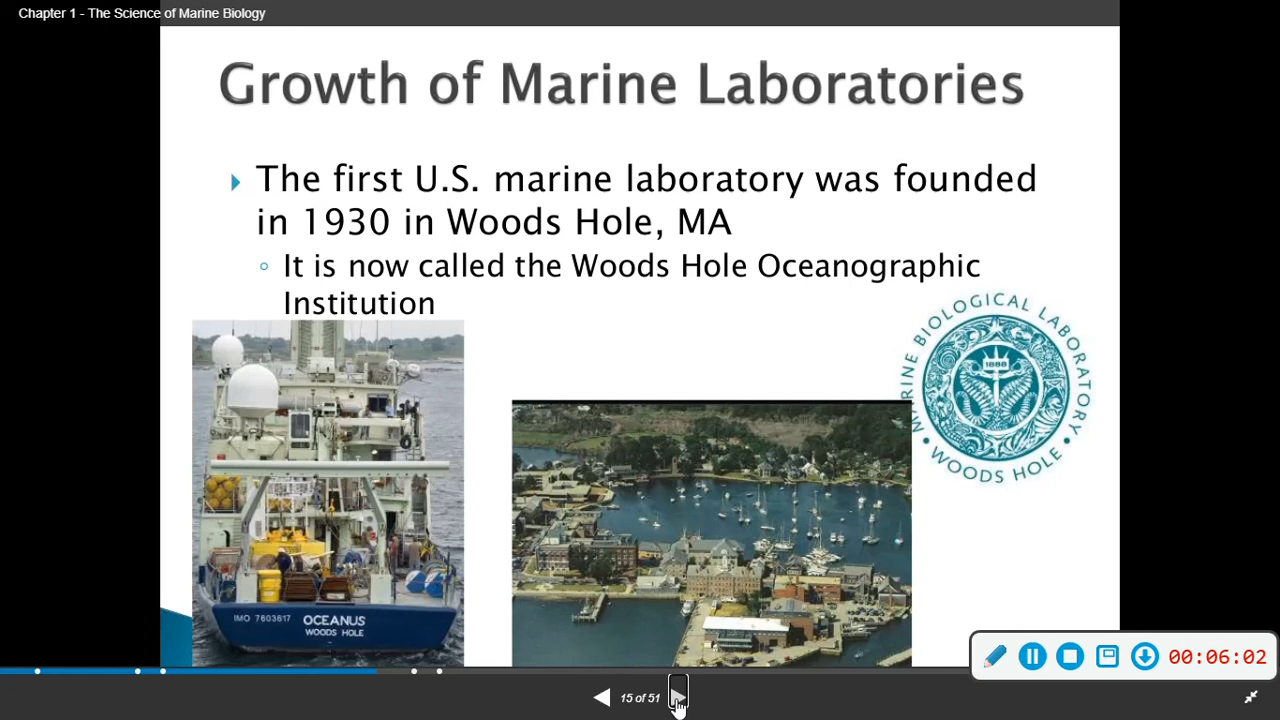 Chapter 1 - The Science of Marine Biology
Growth of Marine Laboratories
The first U.S. marine laboratory was founded
in 1930 in Woods Hole, MA
It is now called the Woods Hole Oceanographic
Institution
MARINE BIOLOGICAL LABORATORY
1888
• WOODS HOLE •
IMO 7603617
OCEANUS
WOODS HOLE
00:06:02
15 of 51